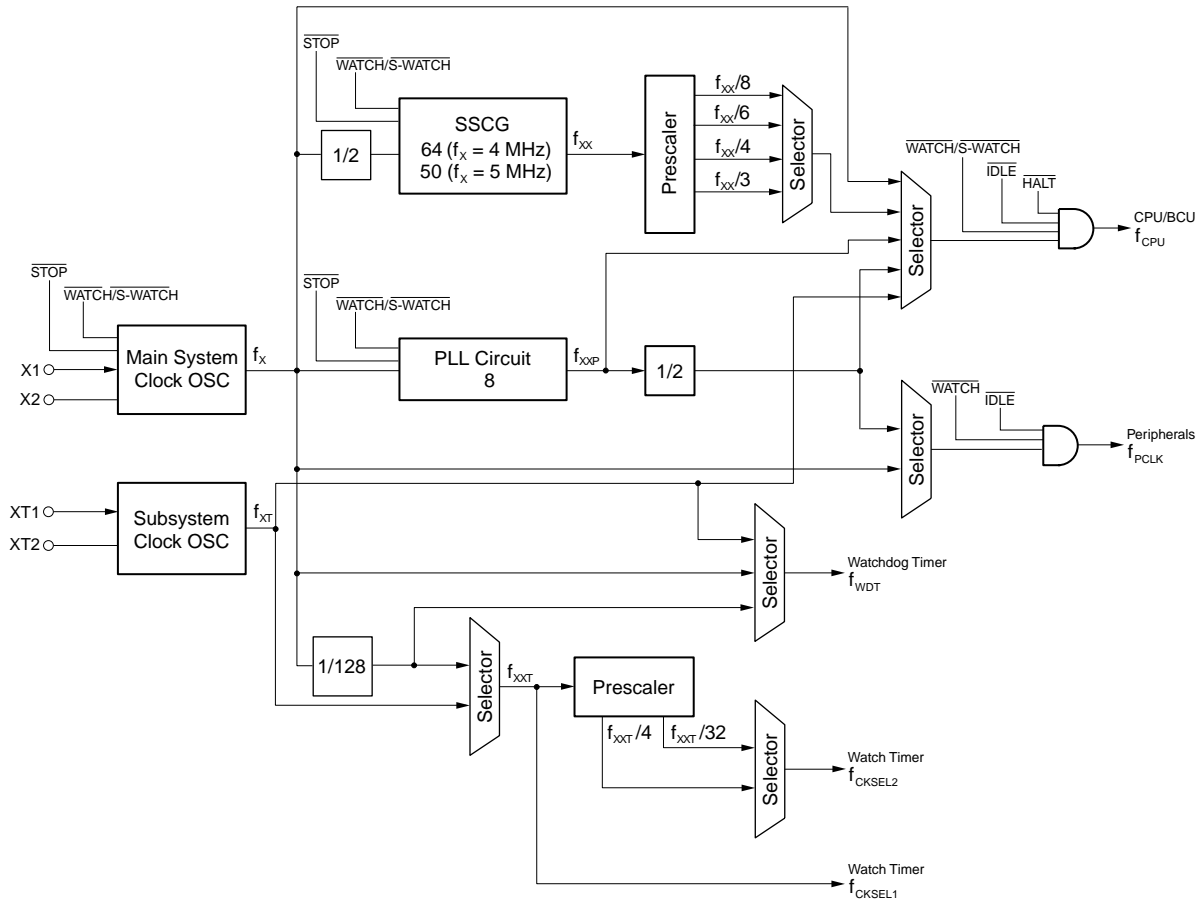 STOP
WATCH/S-WATCH
1/2
SSCG
64 (fX = 4 MHz)
50 (fX = 5 MHz)
fXX
Prescaler
fXX/8
fXX/6
fXX/4
fXX/3
Selector
Selector
WATCH/S-WATCH
IDLE
HALT
CPU/BCU
fCPU
STOP
WATCH/S-WATCH
X1
X2
Main System
Clock OSC
fX
STOP
WATCH/S-WATCH
PLL Circuit
8
fXXP
1/2
Selector
WATCH
IDLE
Peripherals
fPCLK
XT1
XT2
Subsystem
Clock OSC
fXT
Selector
Watchdog Timer
fWDT
1/128
Selector
fXXT
Prescaler
fXXT/4
fXXT/32
Selector
Watch Timer
fCKSEL2
Watch Timer
fCKSEL1